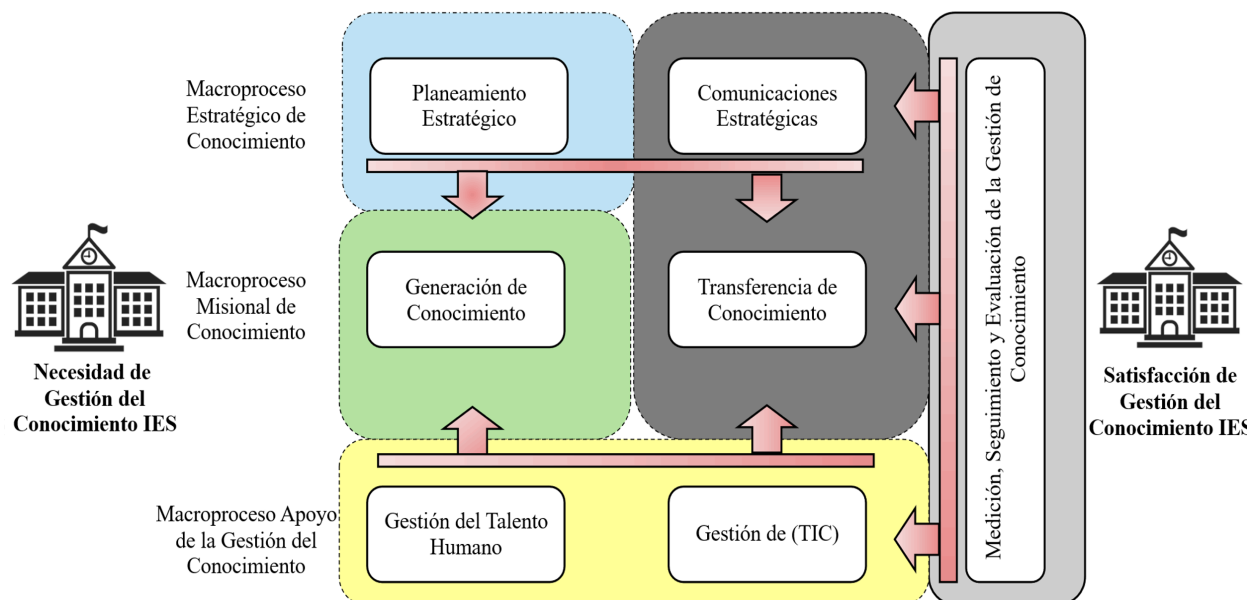 Macroproceso
Estratégico de
Conocimiento
Planeamiento
Estratégico
Comunicaciones
Estratégicas
Macroproceso
Misional de
Conocimiento
Generación de
Conocimiento
Transferencia de
Conocimiento
Necesidad de
Gestión del
Conocimiento IES
Macroproceso Apoyo
de la Gestión del
Conocimiento
Gestión del Talento
Humano
Gestión de (TIC)
Medición, Seguimiento y Evaluación de la Gestión de
Conocimiento
Satisfacción de
Gestión del
Conocimiento IES